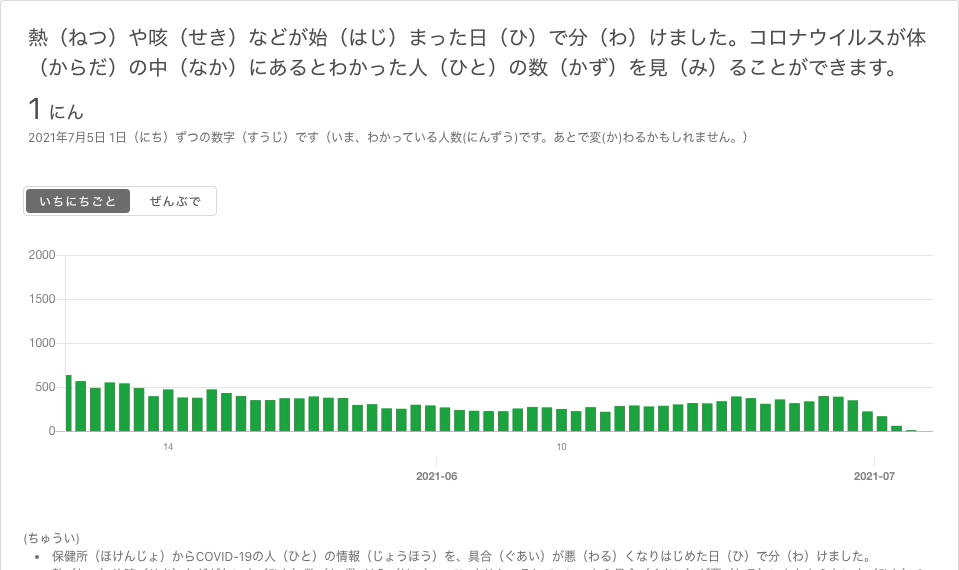 熱（ねつ）や咳（せき）などが始（はじ）まった日（ひ）で分（わ）けました。コロナウイルスが体
（からだ）の中（なか）にあるとわかった人（ひと）の数（かず）を見（み）ることができます。
1 にん
2021年7月5日 1日（にち）ずつの数字（すうじ）です（いま、わかっている人数(にんずう)です。あとで変(か)わるかもしれません。）
いちにちごと ぜんぶで
2000
1500
1000
500
0
14 10
2021-06 2021-07
(ちゅうい)
• 保健所（ほけんじょ）からCOVID-19の人（ひと）の情報（じょうほう）を、具合（ぐあい）が悪（わる）くなりはじめた日（ひ）で分（わ）けました。